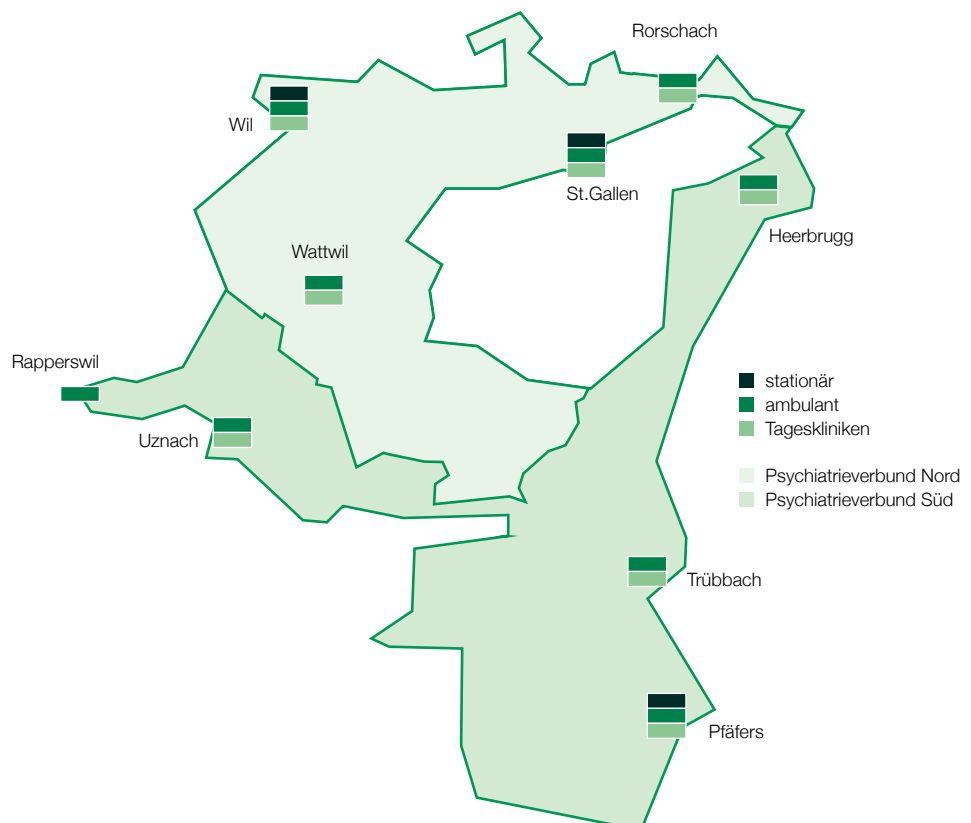 Rorschach
Wil
St.Gallen
Heerbrugg
Wattwil
Rapperswil
Uznach
stationär
ambulant
Tageskliniken
Psychiatrieverbund Nord
Psychiatrieverbund Süd
Trübbach
Pfäfers